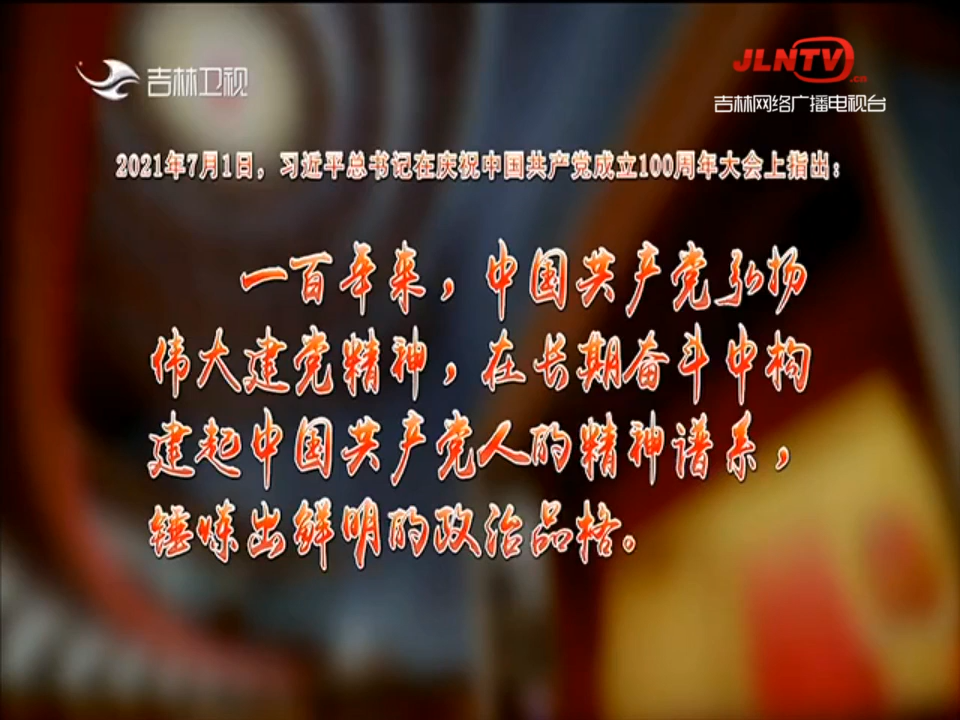 吉林卫视
JLNTV
.cn
吉林网络广播电视台
2021年7月1日，习近平总书记在庆祝中国共产党成立100周年大会上指出：
一百年来，中国共产党弘扬
伟大建党精神，在长期奋斗中构
建起中国共产党人的精神谱系，
锤炼出鲜明的政治品格。